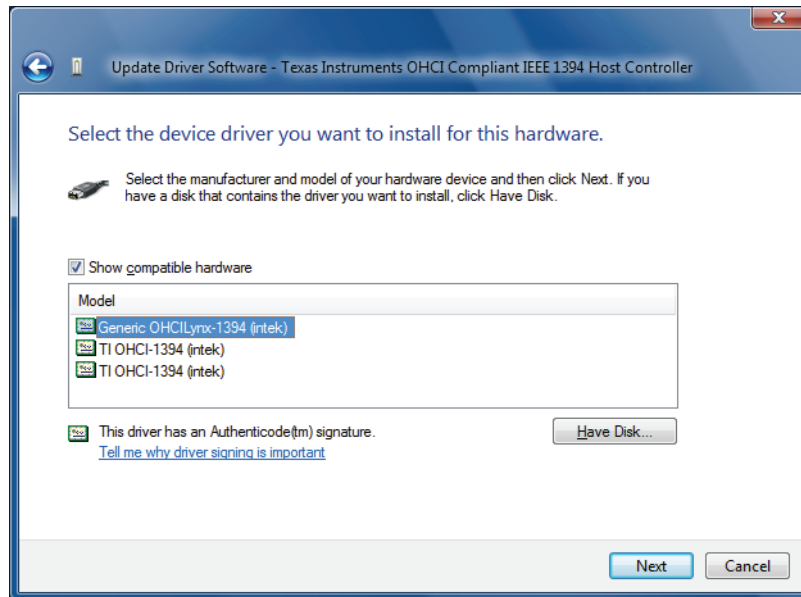 Update Driver Software - Texas Instruments OHCI Compliant IEEE 1394 Host Controller
Select the device driver you want to install for this hardware.
Select the manufacturer and model of your hardware device and then click Next. If you
have a disk that contains the driver you want to install, click Have Disk.
Show compatible hardware
Model
Generic OHCILynx-1394 (intek)
TI OHCI-1394 (intek)
TI OHCI-1394 (intek)
This driver has an Authenticode(tm) signature.
Have Disk...
Tell me why driver signing is important
Next
Cancel